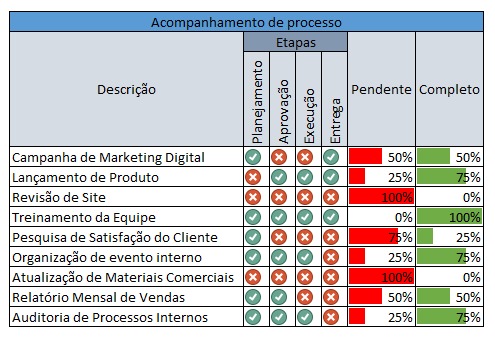 Acompanhamento de processo
Etapas
Descrição Planejamento Aprovação Execução Entrega Pendente Completo
Campanha de Marketing Digital 50% 50%
Lançamento de Produto 25% 75%
Revisão de Site 100% 0%
Treinamento da Equipe 0% 100%
Pesquisa de Satisfação do Cliente 75% 25%
Organização de evento interno 25% 75%
Atualização de Materiais Comerciais 100% 0%
Relatório Mensal de Vendas 50% 50%
Auditoria de Processos Internos 25% 75%